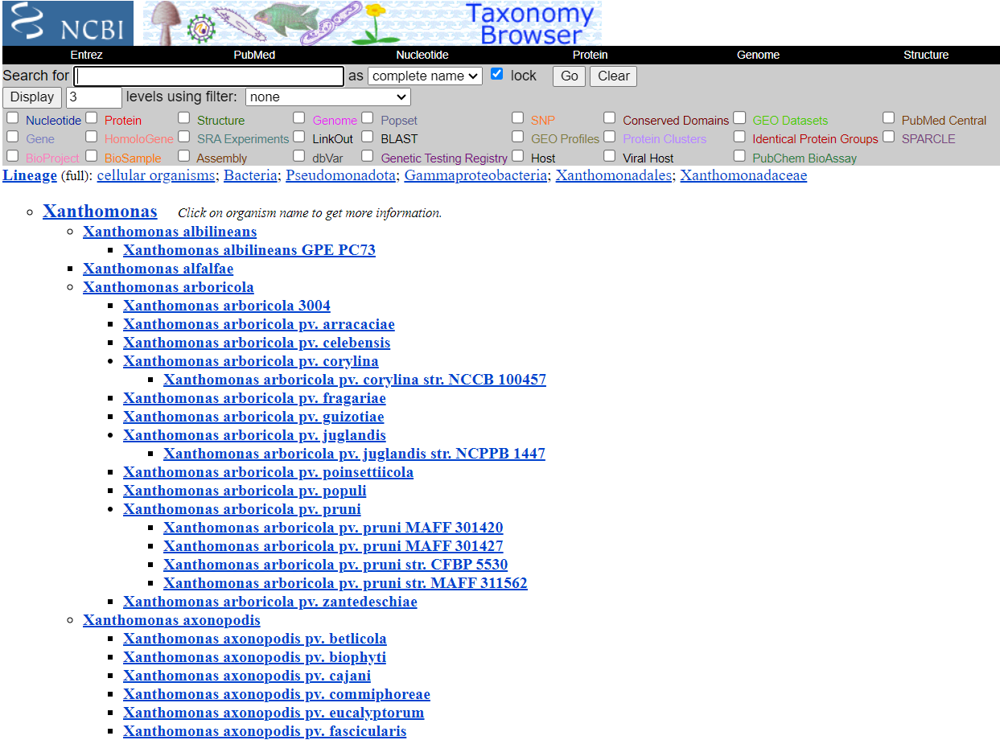 NCBI
Taxonomy
Browser
Entrez PubMed Nucleotide Protein Genome Structure
Search for as complete name lock Go Clear
Display 3 levels using filter: none
Nucleotide Protein Structure Genome Popset SNP Conserved Domains GEO Datasets PubMed Central
Gene HomoloGene SRA Experiments LinkOut BLAST GEO Profiles Protein Clusters Identical Protein Groups SPARCLE
BioProject BioSample Assembly dbVar Genetic Testing Registry Host Viral Host PubChem BioAssay
Lineage (full): cellular organisms; Bacteria; Pseudomonadota; Gammaproteobacteria; Xanthomonadales; Xanthomonadaceae
Xanthomonas Click on organism name to get more information.
Xanthomonas albilineans
Xanthomonas albilineans GPE PC73
Xanthomonas alfalfae
Xanthomonas arboricola
Xanthomonas arboricola 3004
Xanthomonas arboricola pv. arracaciae
Xanthomonas arboricola pv. celebensis
Xanthomonas arboricola pv. corylina
Xanthomonas arboricola pv. corylina str. NCCB 100457
Xanthomonas arboricola pv. fragariae
Xanthomonas arboricola pv. guizotiae
Xanthomonas arboricola pv. juglandis
Xanthomonas arboricola pv. juglandis str. NCPPB 1447
Xanthomonas arboricola pv. poinsettiicola
Xanthomonas arboricola pv. populi
Xanthomonas arboricola pv. pruni
Xanthomonas arboricola pv. pruni MAFF 301420
Xanthomonas arboricola pv. pruni MAFF 301427
Xanthomonas arboricola pv. pruni str. CFBP 5530
Xanthomonas arboricola pv. pruni str. MAFF 311562
Xanthomonas arboricola pv. zantedeschiae
Xanthomonas axonopodis
Xanthomonas axonopodis pv. betlicola
Xanthomonas axonopodis pv. biophyti
Xanthomonas axonopodis pv. cajani
Xanthomonas axonopodis pv. commiphoreae
Xanthomonas axonopodis pv. eucalyptorum
Xanthomonas axonopodis pv. fascicularis